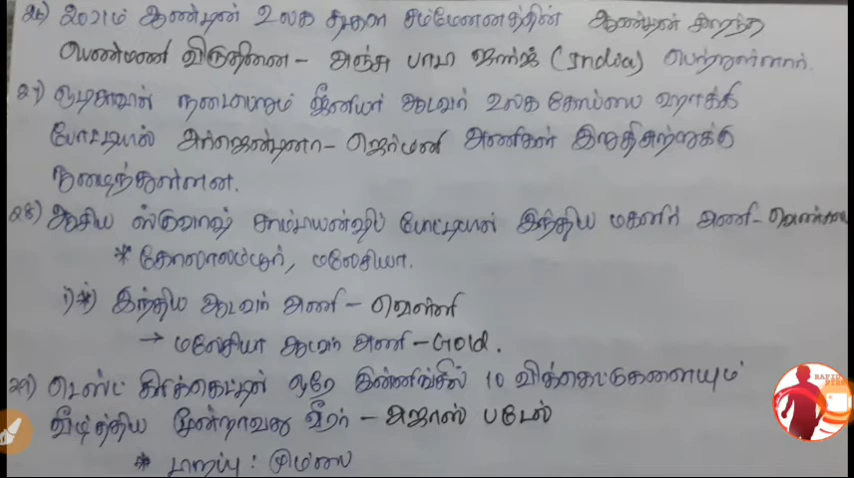 26) 2021ம் ஆண்டின் உலக தடகள சம்மேளனத்தின் ஆண்டின் சிறந்த
பெண்மணி விருதினை - அஞ்சு பாபி ஜார்ஜ் (India) பெற்றுள்ளார்.
27) ஒடிசாவில் நடைபெறும் ஜூனியர் ஆடவர் உலக கோப்பை ஹாக்கி
போட்டியில் அர்ஜென்டினா - ஜெர்மனி அணிகள் இறுதிசுற்றுக்கு
நுழைந்துள்ளன.
28) ஆசிய ஸ்குவாஷ் சாம்பியன்ஷிப் போட்டியில் இந்திய மகளிர் அணி -
* கோலாலம்பூர், மலேசியா.
இந்திய ஆடவர் அணி - வெள்ளி
→ மலேசியா ஆடவர் அணி - Gold.
29) டெஸ்ட் கிரிக்கெட்டில் ஒரே இன்னிங்சில் 10 விக்கெட்டுகளையும்
வீழ்த்திய மூன்றாவது வீரர் - அஜாஸ் படேல்
* பிறப்பு : மும்பை